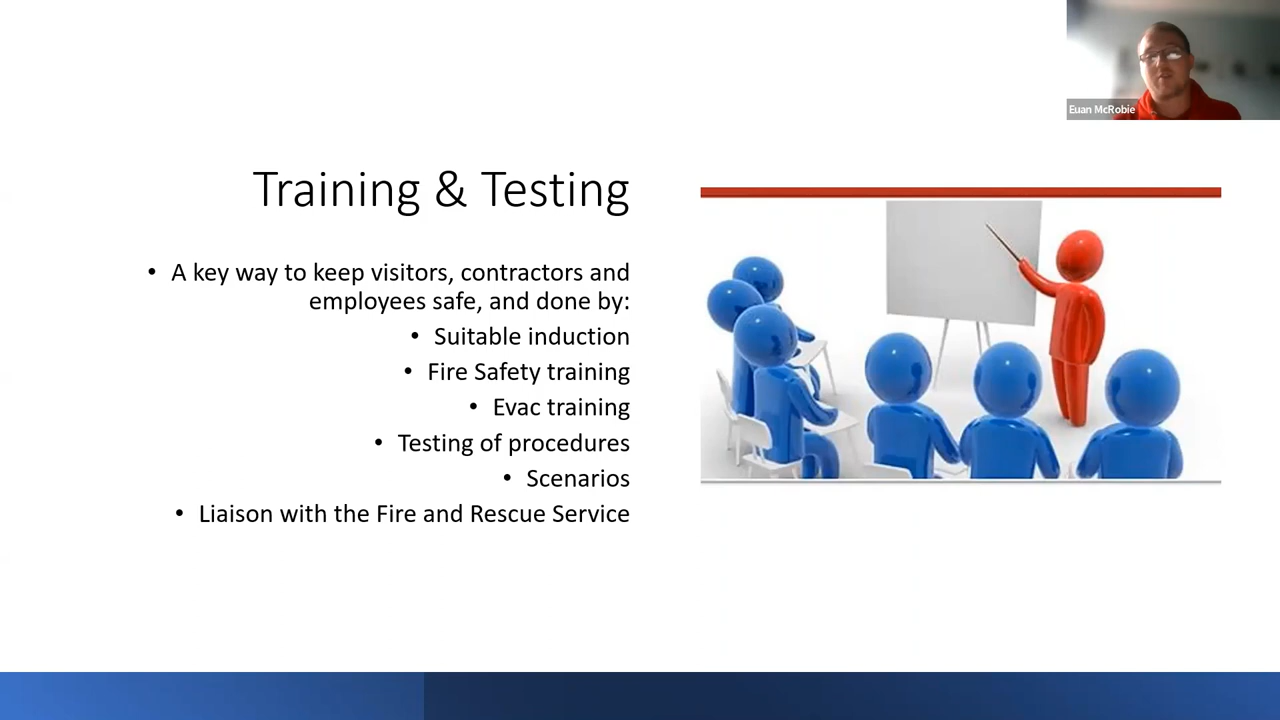 Euan McRobie
Training & Testing
• A key way to keep visitors, contractors and
employees safe, and done by:
• Suitable induction
• Fire Safety training
• Evac training
• Testing of procedures
• Scenarios
• Liaison with the Fire and Rescue Service